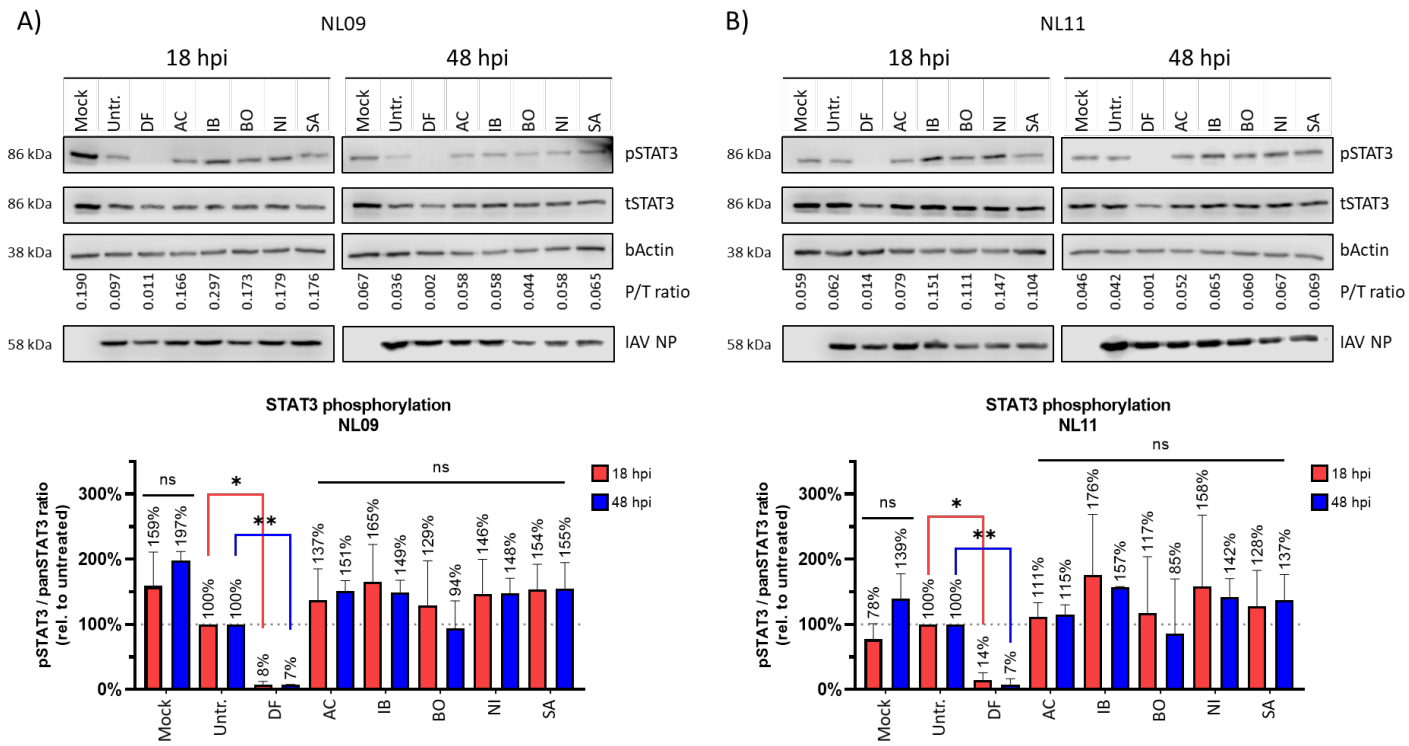 A)
NL09
18 hpi
48 hpi
Mock Untr. DF AC IB BO NI SA
Mock Untr. DF AC IB BO NI SA
86 kDa
pSTAT3
86 kDa
tSTAT3
38 kDa
bActin
0.190 0.097 0.011 0.166 0.297 0.173 0.179 0.176
0.067 0.036 0.002 0.058 0.058 0.044 0.058 0.065
P/T ratio
58 kDa
IAV NP
STAT3 phosphorylation
NL09
pSTAT3 / panSTAT3 ratio
(rel. to untreated)
300%
200%
100%
0%
ns
*
**
ns
159% 197% 100% 100% 8% 7% 137% 151% 165% 149% 129% 94% 146% 148% 154% 155%
Mock Untr. DF AC IB BO NI SA
18 hpi
48 hpi
B)
NL11
18 hpi
48 hpi
Mock Untr. DF AC IB BO NI SA
Mock Untr. DF AC IB BO NI SA
86 kDa
pSTAT3
86 kDa
tSTAT3
38 kDa
bActin
0.059 0.062 0.014 0.079 0.151 0.111 0.147 0.104
0.046 0.042 0.001 0.052 0.065 0.060 0.067 0.069
P/T ratio
58 kDa
IAV NP
STAT3 phosphorylation
NL11
pSTAT3 / panSTAT3 ratio
(rel. to untreated)
300%
200%
100%
0%
ns
*
**
ns
78% 139% 100% 100% 14% 7% 111% 115% 176% 157% 117% 85% 158% 142% 128% 137%
Mock Untr. DF AC IB BO NI SA
18 hpi
48 hpi